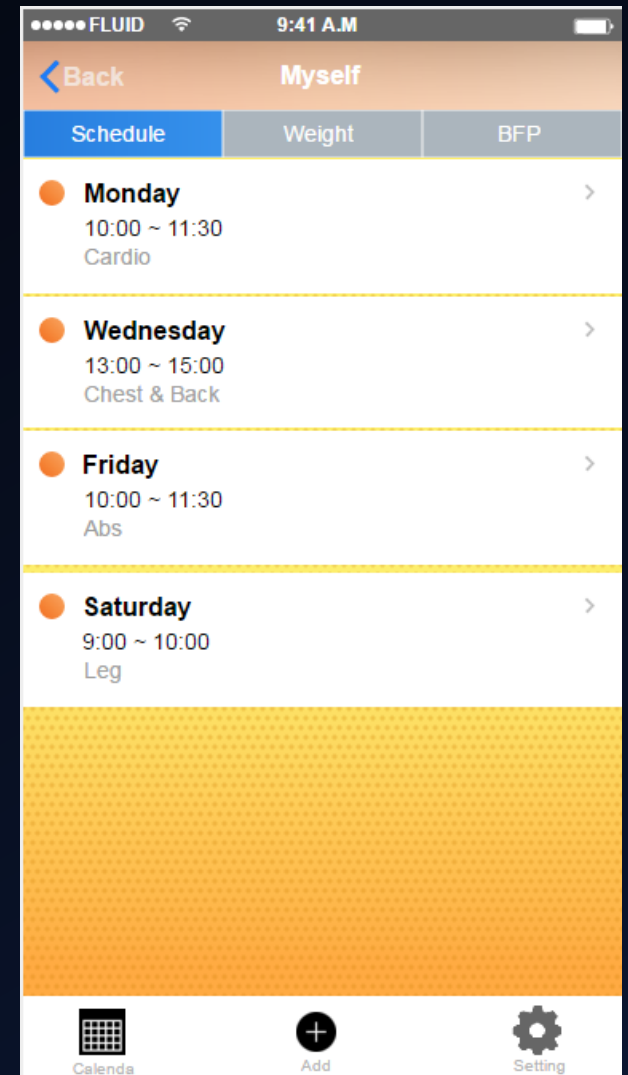 FLUID 9:41 A.M
Back Myself
Schedule Weight BFP
Monday
10:00 ~ 11:30
Cardio
Wednesday
13:00 ~ 15:00
Chest & Back
Friday
10:00 ~ 11:30
Abs
Saturday
9:00 ~ 10:00
Leg
Calenda Add Setting